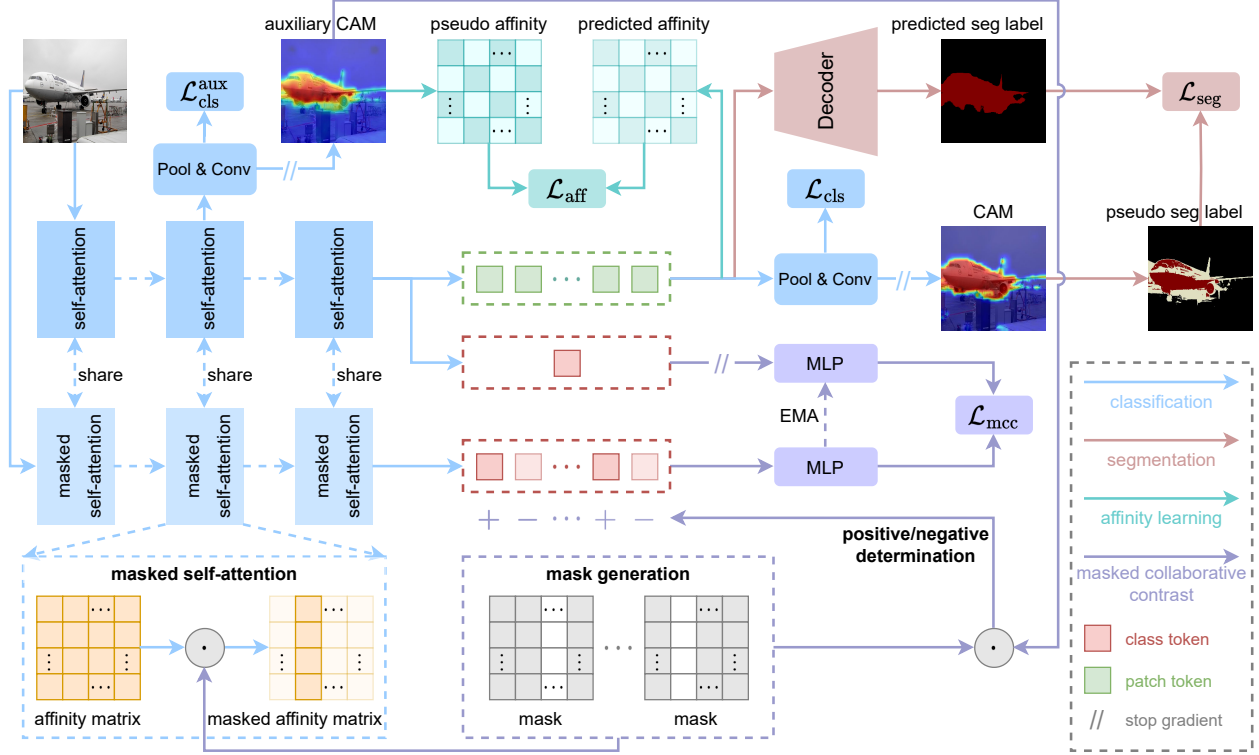 auxiliary CAM
pseudo affinity
predicted affinity
predicted seg label
ℒ_cls^aux
Pool & Conv
//
ℒ_aff
Decoder
ℒ_seg
ℒ_cls
CAM
pseudo seg label
self-attention
self-attention
self-attention
Pool & Conv
//
share
share
share
//
MLP
EMA
ℒ_mcc
masked
self-attention
masked
self-attention
masked
self-attention
MLP
+ − ··· + −
positive/negative
determination
masked self-attention
affinity matrix
masked affinity matrix
mask generation
mask
mask
classification
segmentation
affinity learning
masked collaborative
contrast
class token
patch token
// stop gradient